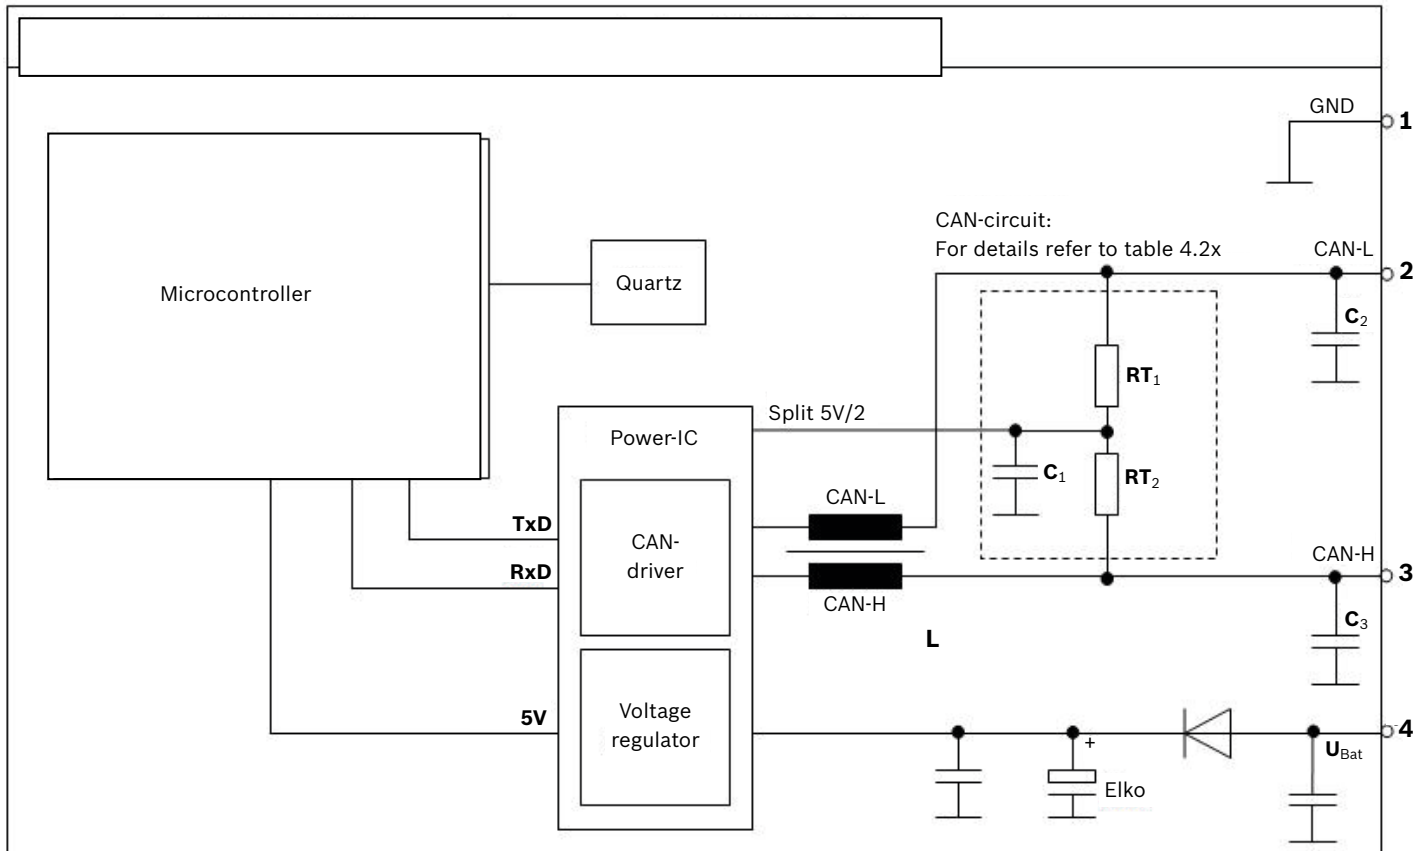 GND
1
CAN-circuit:
For details refer to table 4.2x
CAN-L
2
Microcontroller
Quartz
C2
RT1
Split 5V/2
Power-IC
C1
RT2
CAN-L
TxD
CAN-
driver
RxD
CAN-H
3
CAN-H
C3
L
5V
Voltage
regulator
4
+
UBat
Elko